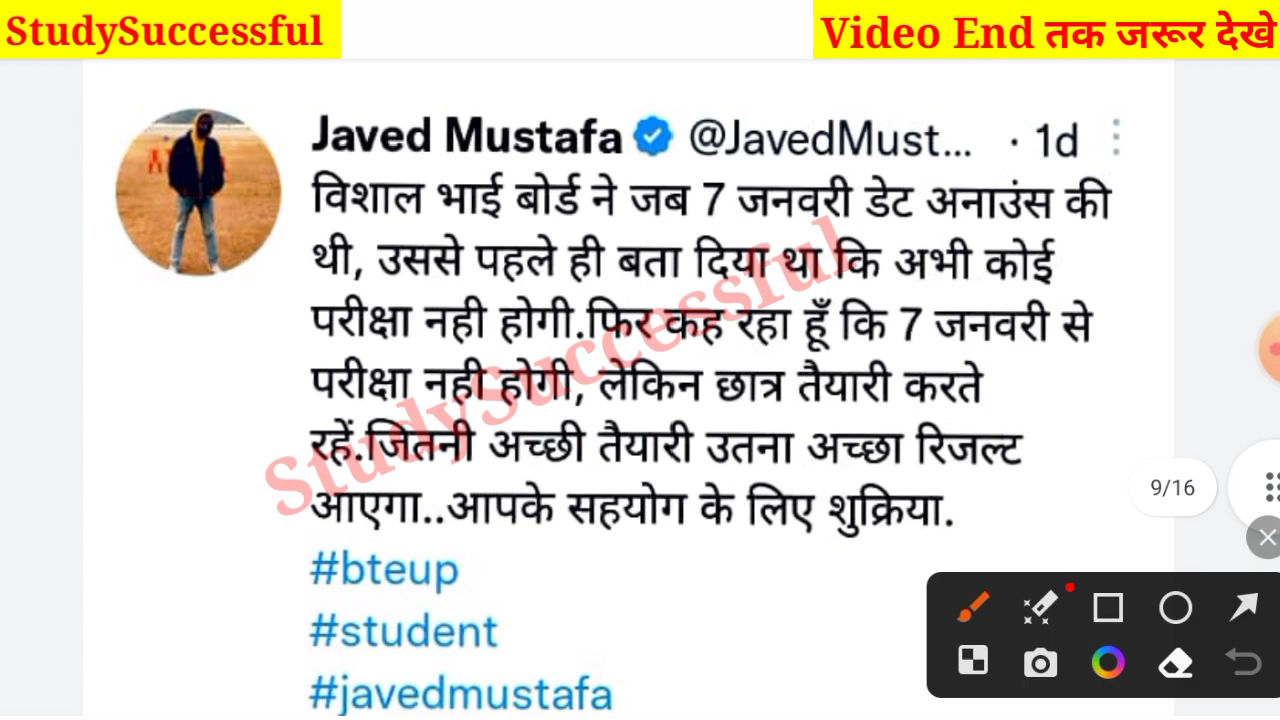 StudySuccessful
Video End तक जरूर देखे
Javed Mustafa @JavedMust... · 1d
विशाल भाई बोर्ड ने जब 7 जनवरी डेट अनाउंस की
थी, उससे पहले ही बता दिया था कि अभी कोई
परीक्षा नही होगी.फिर कह रहा हूँ कि 7 जनवरी से
परीक्षा नही होगी, लेकिन छात्र तैयारी करते
रहें.जितनी अच्छी तैयारी उतना अच्छा रिजल्ट
आएगा..आपके सहयोग के लिए शुक्रिया.
#bteup
#student
#javedmustafa
StudySuccessful
9/16